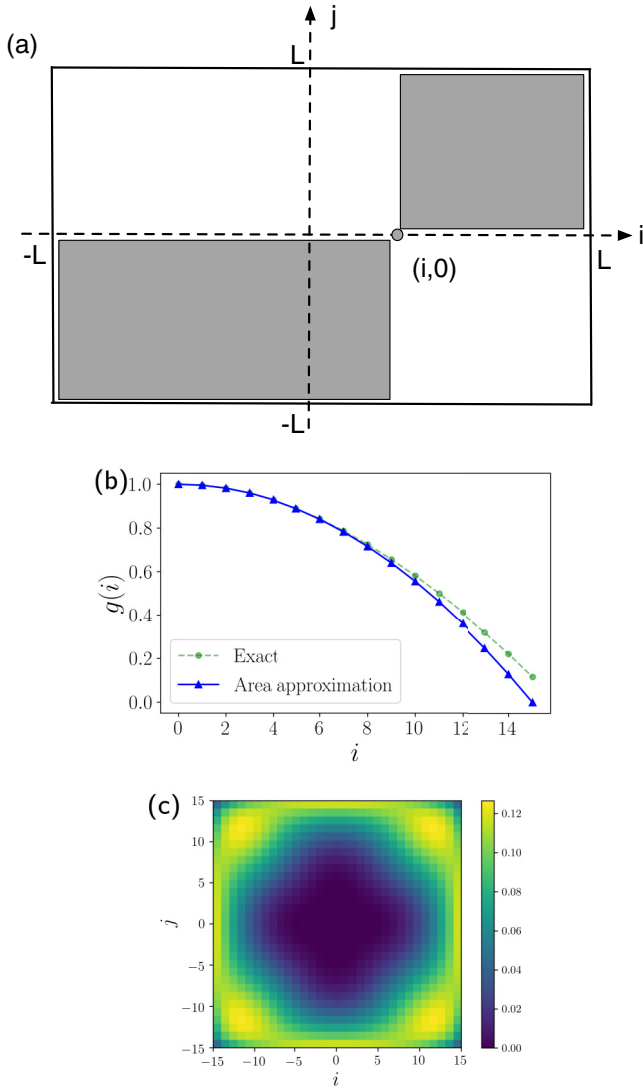 (a)
j
L
i
-L
(i,0)
L
-L
(b)
1.0
0.8
0.6
0.4
0.2
0.0
g(i)
Exact
Area approximation
0 2 4 6 8 10 12 14
i
(c)
15
10
5
0
−5
−10
−15
j
−15 −10 −5 0 5 10 15
i
0.12
0.10
0.08
0.06
0.04
0.02
0.00